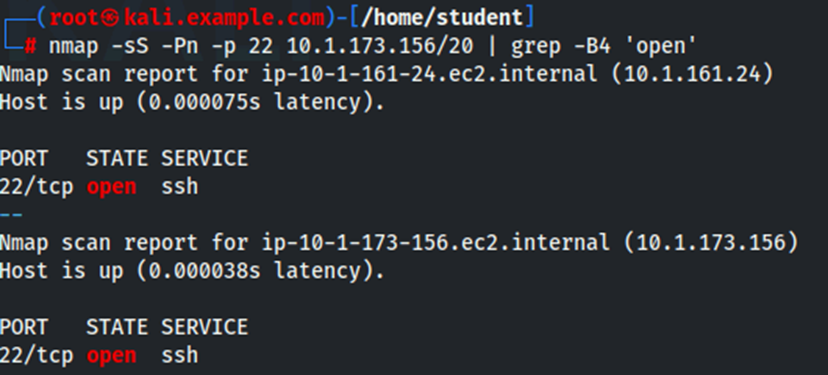 ┌──(root㉿kali.example.com)-[/home/student]
└─# nmap -sS -Pn -p 22 10.1.173.156/20 | grep -B4 'open'
Nmap scan report for ip-10-1-161-24.ec2.internal (10.1.161.24)
Host is up (0.000075s latency).

PORT   STATE SERVICE
22/tcp open  ssh
--
Nmap scan report for ip-10-1-173-156.ec2.internal (10.1.173.156)
Host is up (0.000038s latency).

PORT   STATE SERVICE
22/tcp open  ssh